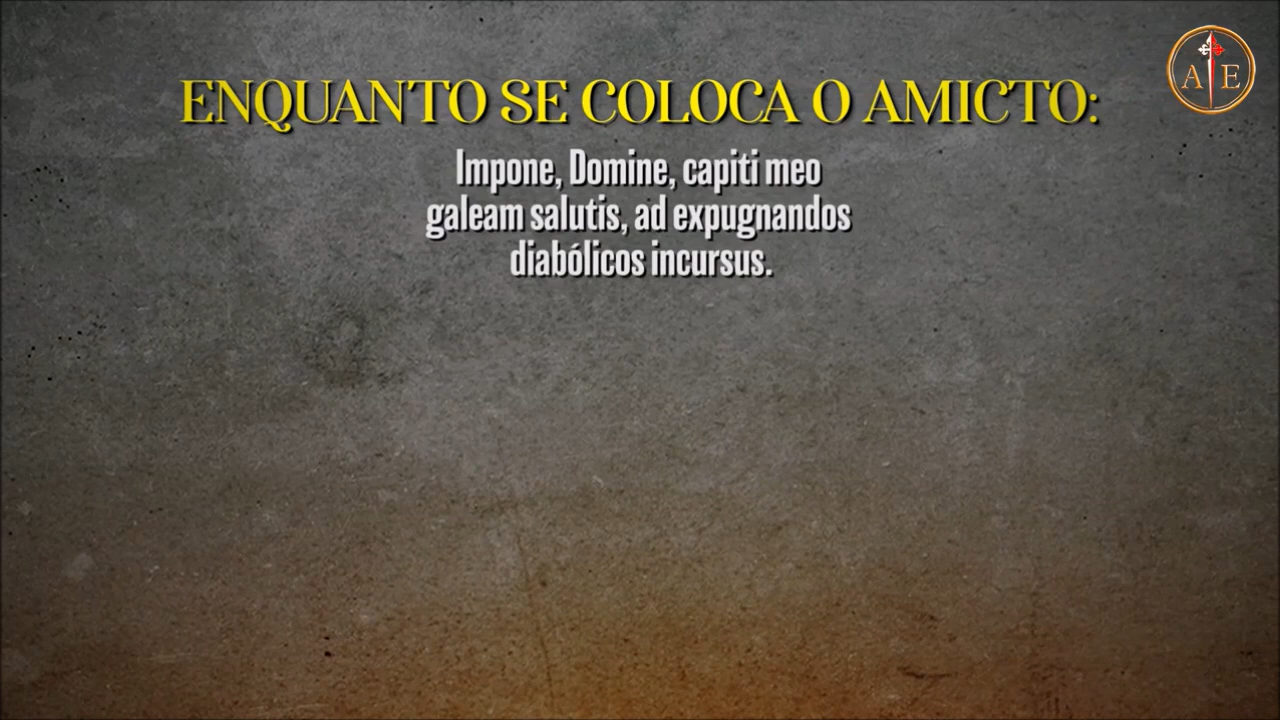 ENQUANTO SE COLOCA O AMICTO:
Impone, Domine, capiti meo
galeam salutis, ad expugnandos
diabólicos incursus.
A E